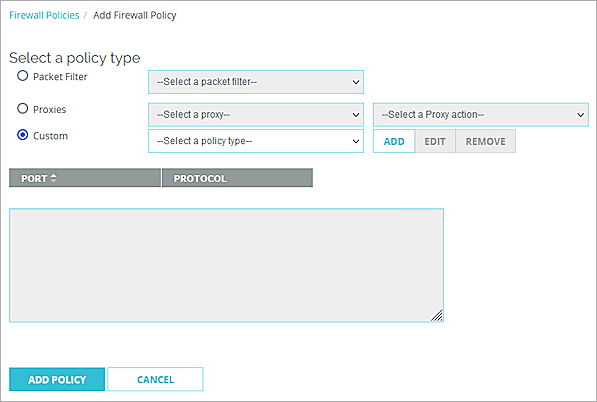 Firewall Policies / Add Firewall Policy
Select a policy type
Packet Filter --Select a packet filter--
Proxies --Select a proxy-- --Select a Proxy action--
Custom --Select a policy type-- ADD EDIT REMOVE
PORT PROTOCOL
ADD POLICY CANCEL